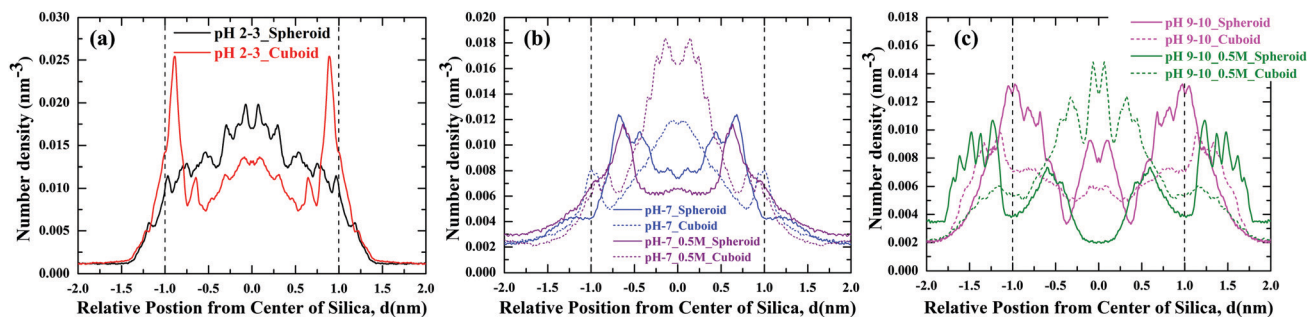 (a)
pH 2-3_Spheroid
pH 2-3_Cuboid
Number density (nm⁻³)
0.030
0.025
0.020
0.015
0.010
0.005
0.000
-2.0 -1.5 -1.0 -0.5 0.0 0.5 1.0 1.5 2.0
Relative Postion from Center of Silica, d(nm)
(b)
pH-7_Spheroid
pH-7_Cuboid
pH-7_0.5M_Spheroid
pH-7_0.5M_Cuboid
Number density (nm⁻³)
0.020
0.018
0.016
0.014
0.012
0.010
0.008
0.006
0.004
0.002
0.000
-2.0 -1.5 -1.0 -0.5 0.0 0.5 1.0 1.5 2.0
Relative Position from Center of Silica, d(nm)
(c)
pH 9-10_Spheroid
pH 9-10_Cuboid
pH 9-10_0.5M_Spheroid
pH 9-10_0.5M_Cuboid
Number density (nm⁻³)
0.018
0.016
0.014
0.012
0.010
0.008
0.006
0.004
0.002
0.000
-2.0 -1.5 -1.0 -0.5 0.0 0.5 1.0 1.5 2.0
Relative Postion from Center of Silica, d(nm)